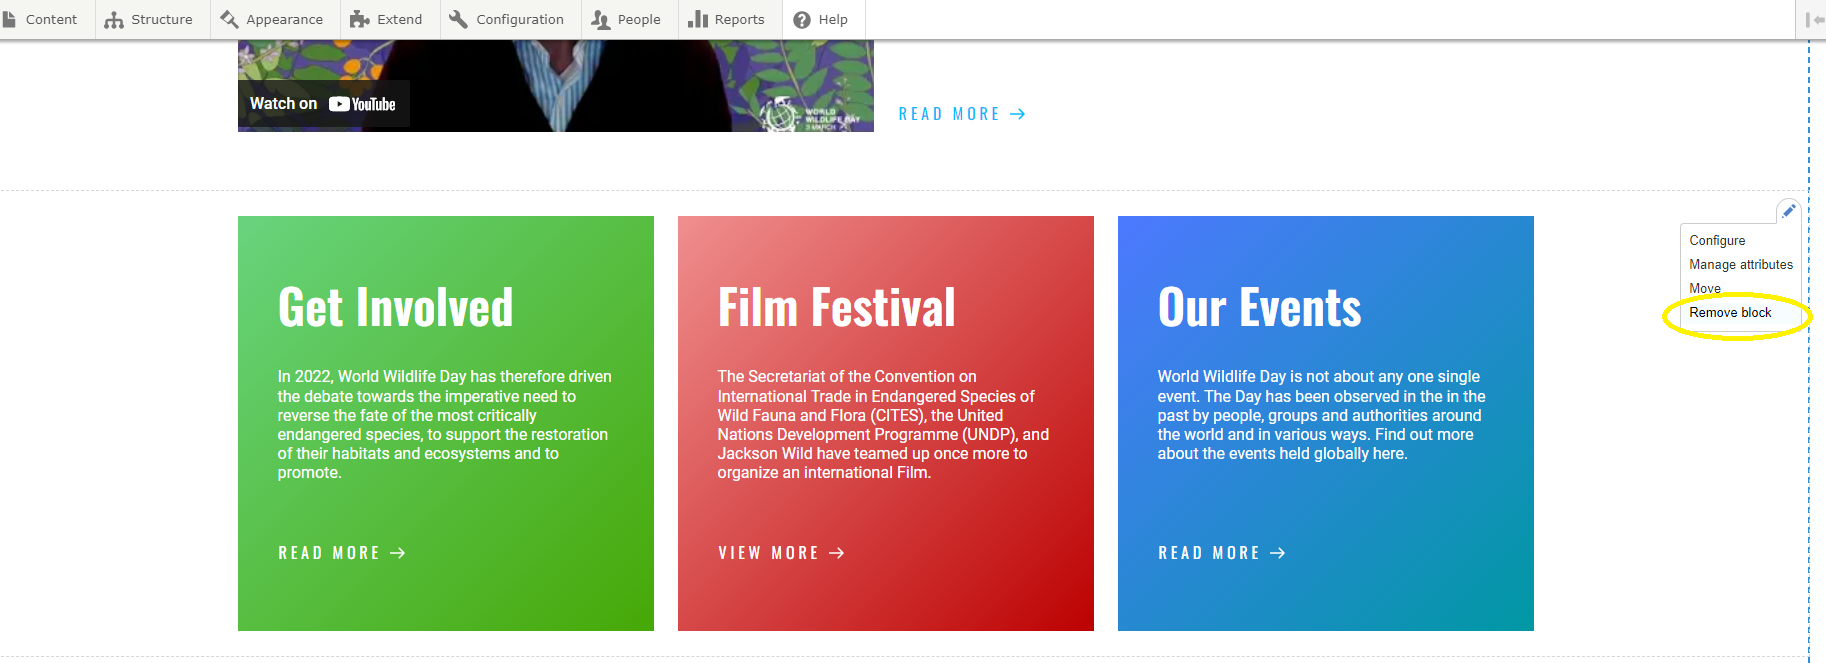 Content Structure Appearance Extend Configuration People Reports Help
Watch on YouTube
WORLD
WILDLIFE DAY
3 MARCH
READ MORE →
Configure
Manage attributes
Move
Remove block
Get Involved
In 2022, World Wildlife Day has therefore driven
the debate towards the imperative need to
reverse the fate of the most critically
endangered species, to support the restoration
of their habitats and ecosystems and to
promote.
READ MORE →
Film Festival
The Secretariat of the Convention on
International Trade in Endangered Species of
Wild Fauna and Flora (CITES), the United
Nations Development Programme (UNDP), and
Jackson Wild have teamed up once more to
organize an international Film.
VIEW MORE →
Our Events
World Wildlife Day is not about any one single
event. The Day has been observed in the in the
past by people, groups and authorities around
the world and in various ways. Find out more
about the events held globally here.
READ MORE →